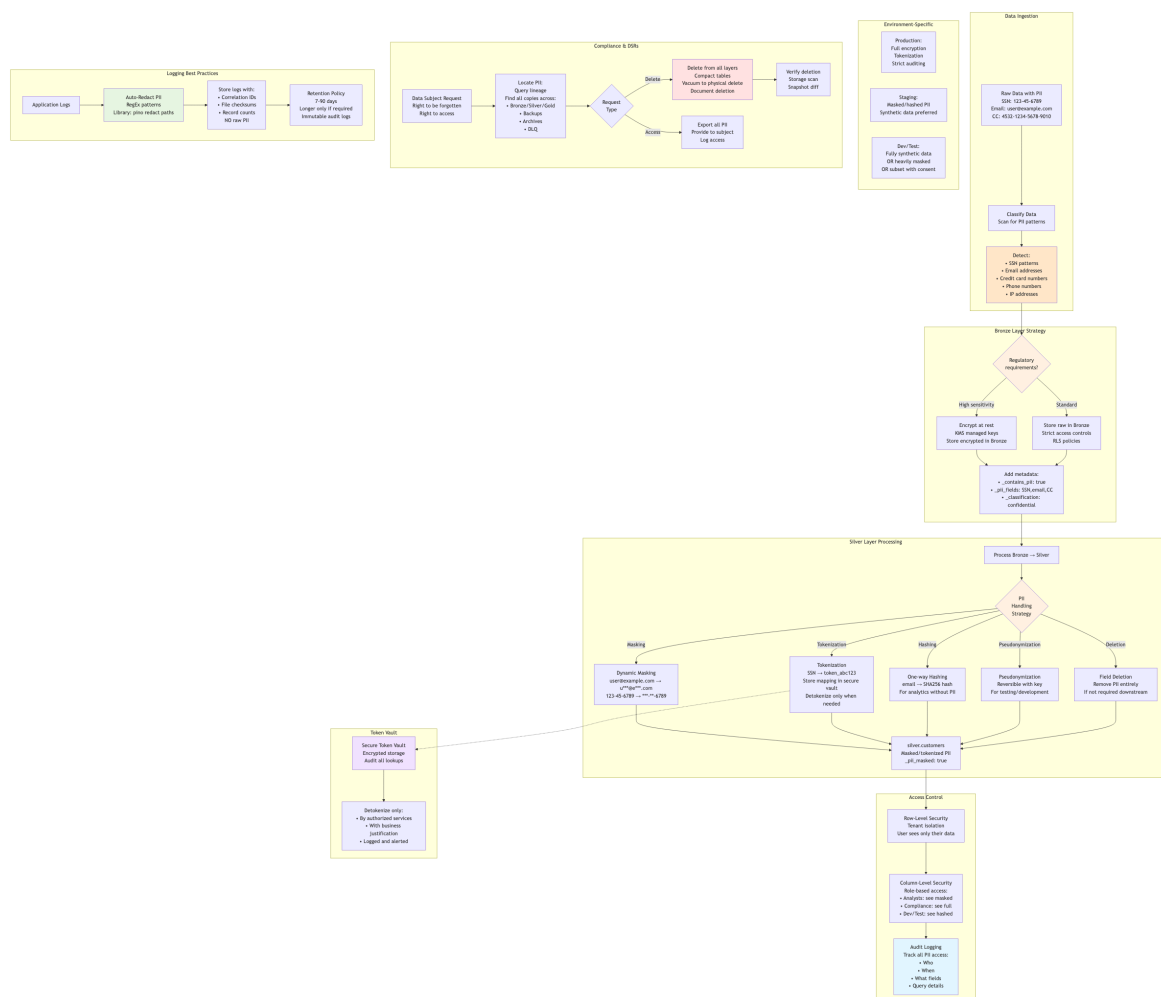 Logging Best Practices
Application Logs
Auto-Redact PII
RegEx patterns
Library: pino redact paths
Store logs with:
• Correlation IDs
• File checksums
• Record counts
NO raw PII
Retention Policy
7-90 days
Longer only if required
Immutable audit logs
Compliance & DSRs
Data Subject Request
Right to be forgotten
Right to access
Locate PII:
Query lineage
Find all copies across:
• Bronze/Silver/Gold
• Backups
• Archives
• DLQ
Request
Type
Delete
Access
Delete from all layers
Compact tables
Vacuum to physical delete
Document deletion
Verify deletion
Storage scan
Snapshot diff
Export all PII
Provide to subject
Log access
Environment-Specific
Production:
Full encryption
Tokenization
Strict auditing
Staging:
Masked/hashed PII
Synthetic data preferred
Dev/Test:
Fully synthetic data
OR heavily masked
OR subset with consent
Data Ingestion
Raw Data with PII
SSN: 123-45-6789
Email: user@example.com
CC: 4532-1234-5678-9010
Classify Data
Scan for PII patterns
Detect:
• SSN patterns
• Email addresses
• Credit card numbers
• Phone numbers
• IP addresses
Bronze Layer Strategy
Regulatory
requirements?
High sensitivity
Standard
Encrypt at rest
KMS managed keys
Store encrypted in Bronze
Store raw in Bronze
Strict access controls
RLS policies
Add metadata:
• _contains_pii: true
• _pii_fields: SSN,email,CC
• _classification:
confidential
Silver Layer Processing
Process Bronze → Silver
PII
Handling
Strategy
Masking
Tokenization
Hashing
Pseudonymization
Deletion
Dynamic Masking
user@example.com →
u***@e***.com
123-45-6789 → ***-**-6789
Tokenization
SSN → token_abc123
Store mapping in secure
vault
Detokenize only when
needed
One-way Hashing
email → SHA256 hash
For analytics without PII
Pseudonymization
Reversible with key
For testing/development
Field Deletion
Remove PII entirely
If not required downstream
silver.customers
Masked/tokenized PII
_pii_masked: true
Token Vault
Secure Token Vault
Encrypted storage
Audit all lookups
Detokenize only:
• By authorized services
• With business
justification
• Logged and alerted
Access Control
Row-Level Security
Tenant isolation
User sees only their data
Column-Level Security
Role-based access:
• Analysts: see masked
• Compliance: see full
• Dev/Test: see hashed
Audit Logging
Track all PII access:
• Who
• When
• What fields
• Query details